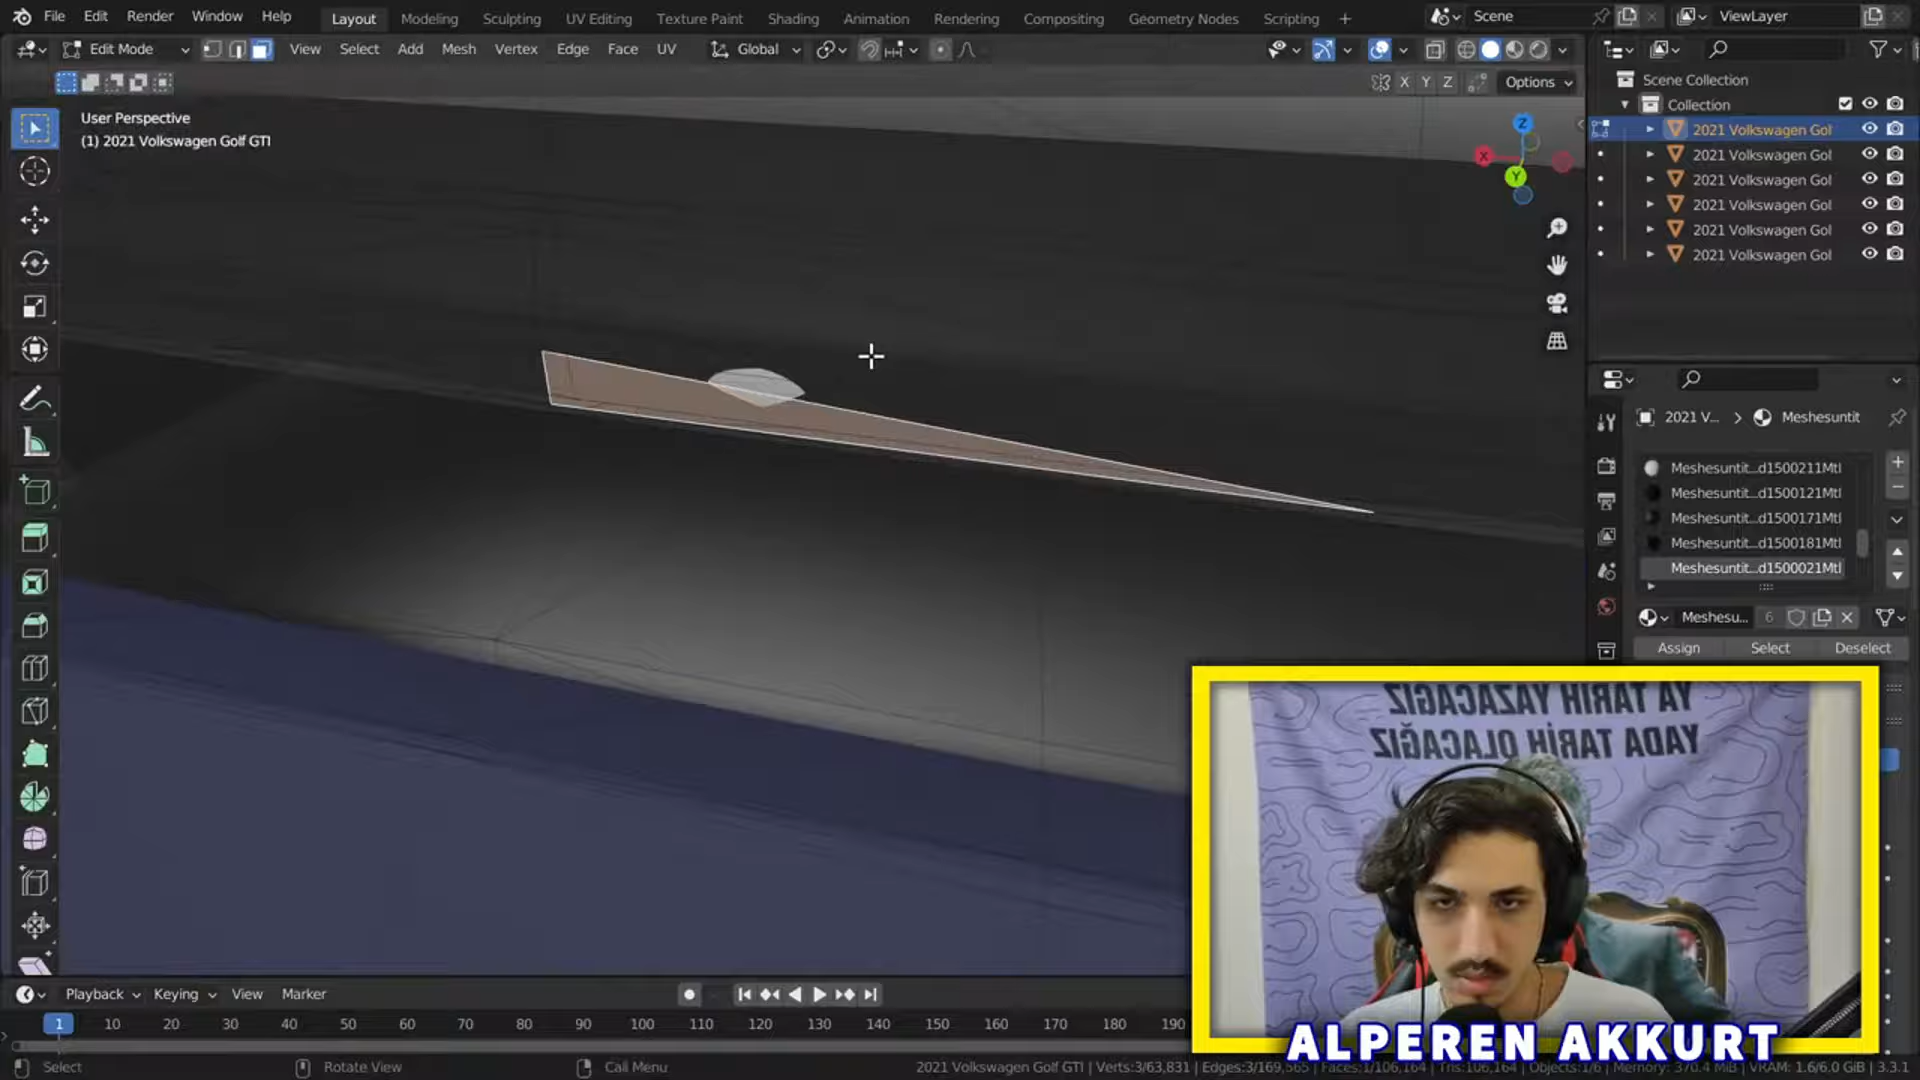 File Edit Render Window Help Layout Modeling Sculpting UV Editing Texture Paint Shading Animation Rendering Compositing Geometry Nodes Scripting + Scene ViewLayer
Edit Mode View Select Add Mesh Vertex Edge Face UV Global
X Y Z Options
User Perspective
(1) 2021 Volkswagen Golf GTI
Z
X
Y
Scene Collection
Collection
2021 Volkswagen Gol
2021 Volkswagen Gol
2021 Volkswagen Gol
2021 Volkswagen Gol
2021 Volkswagen Gol
2021 Volkswagen Gol
2021 V... > Meshesuntit
Meshesuntit...d1500211Mtl
Meshesuntit...d1500121Mtl
Meshesuntit...d1500171Mtl
Meshesuntit...d1500181Mtl
Meshesuntit...d1500021Mtl
Meshesu... 6
Assign Select Deselect
YA TARİH YAZACAĞIZ
YADA TARİH OLACAĞIZ
ALPEREN AKKURT
Playback Keying View Marker
1 10 20 30 40 50 60 70 80 90 100 110 120 130 140 150 160 170 180 190
Select Rotate View Call Menu 2021 Volkswagen Golf GTI | Verts:3/63,831 | Edges:3/169,565 | Faces:1/106,164 | Tris:106,164 | Objects:1/6 | Memory: 370.4 MiB | VRAM: 1.6/6.0 GiB | 3.3.1